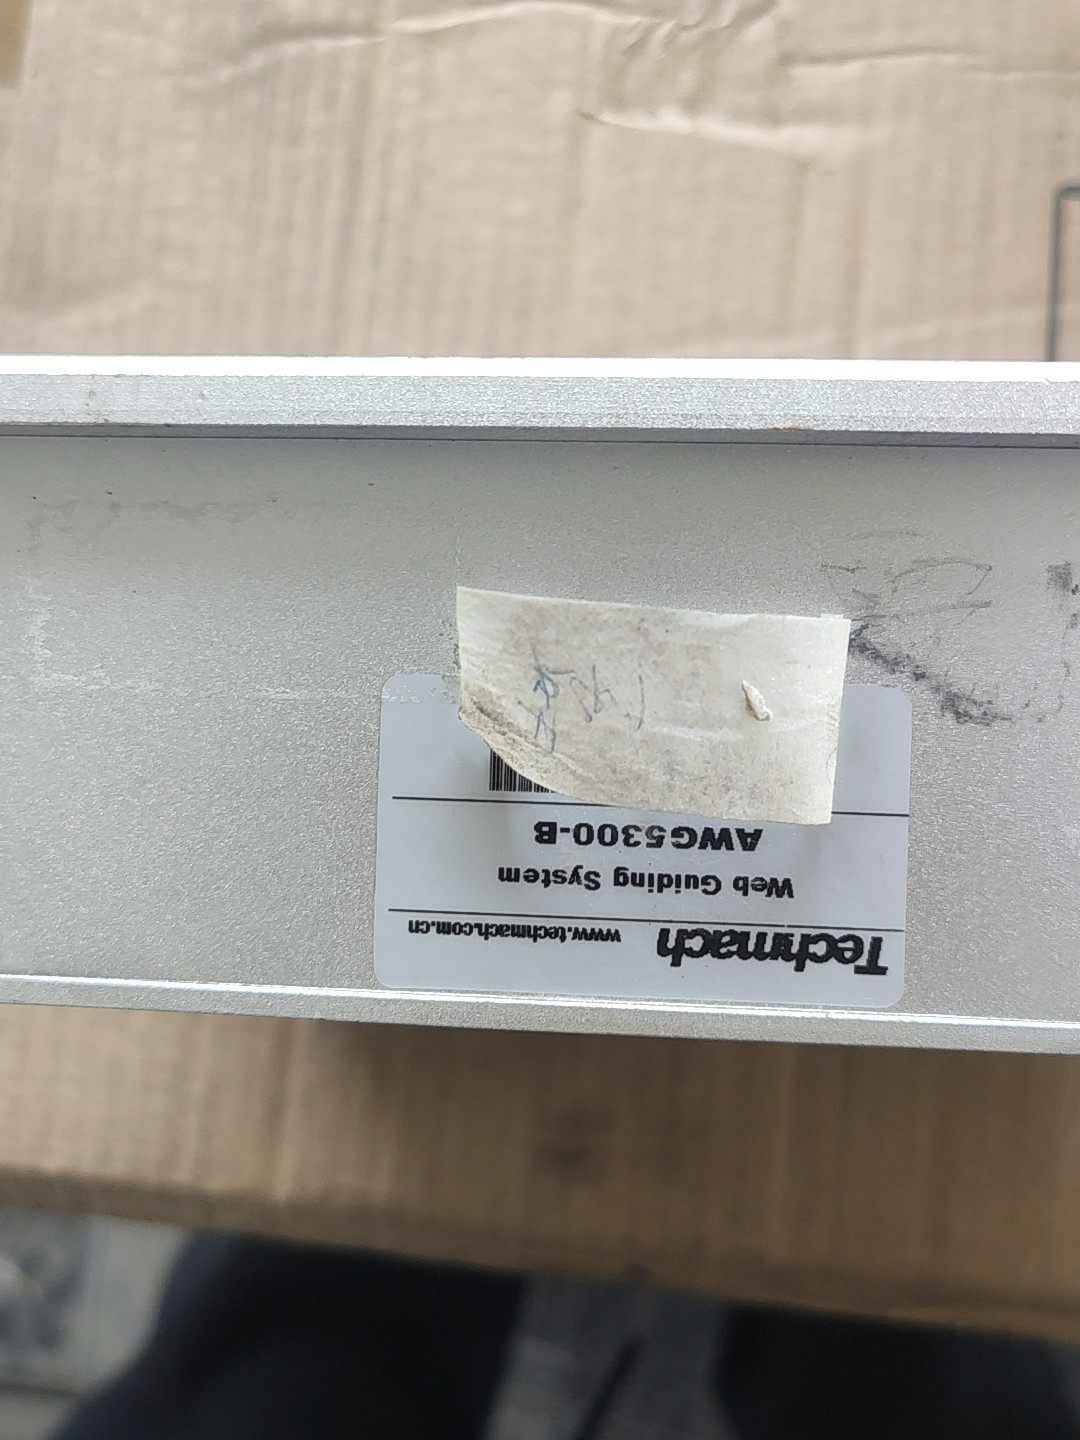 Techmach www.techmach.com.cn
Web Guiding System
AWG5300-B